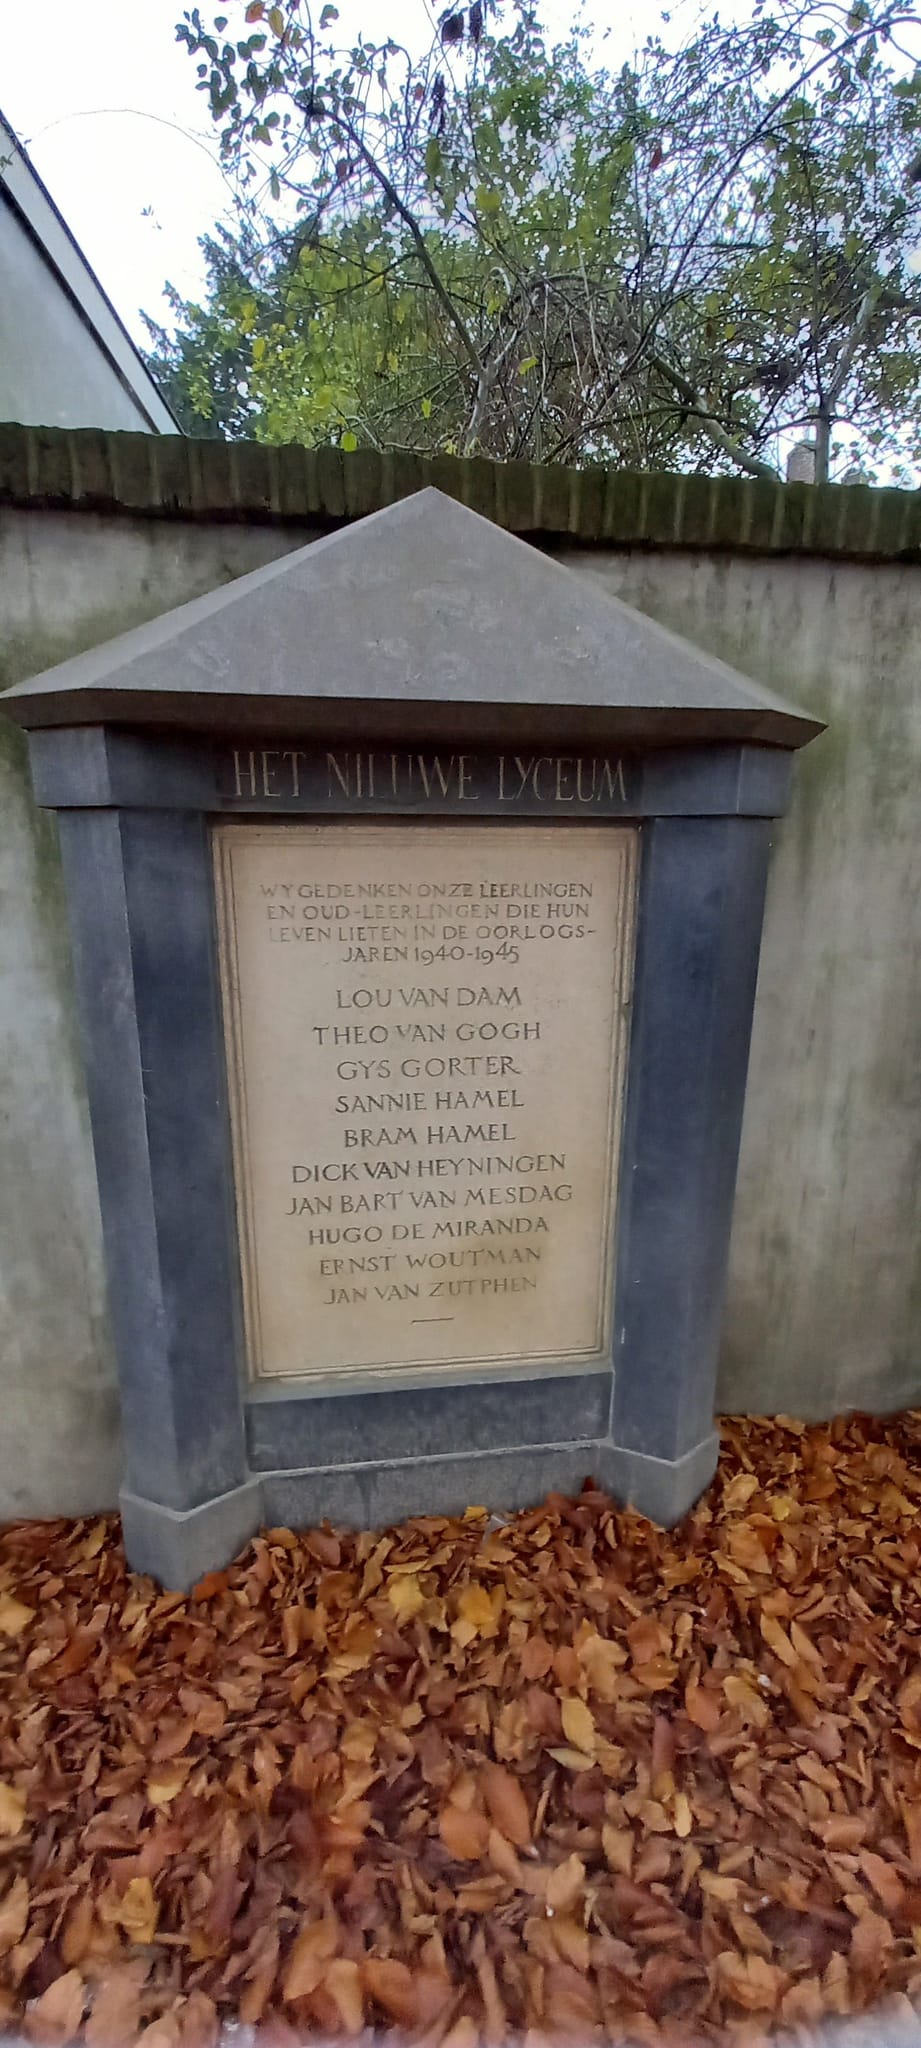 HET NIEUWE LYCEUM
WY GEDENKEN ONZE LEERLINGEN
EN OUD-LEERLINGEN DIE HUN
LEVEN LIETEN IN DE OORLOGS-
JAREN 1940-1945
LOU VAN DAM
THEO VAN GOGH
GYS GORTER
SANNIE HAMEL
BRAM HAMEL
DICK VAN HEYNINGEN
JAN BART VAN MESDAG
HUGO DE MIRANDA
ERNST WOUTMAN
JAN VAN ZUTPHEN